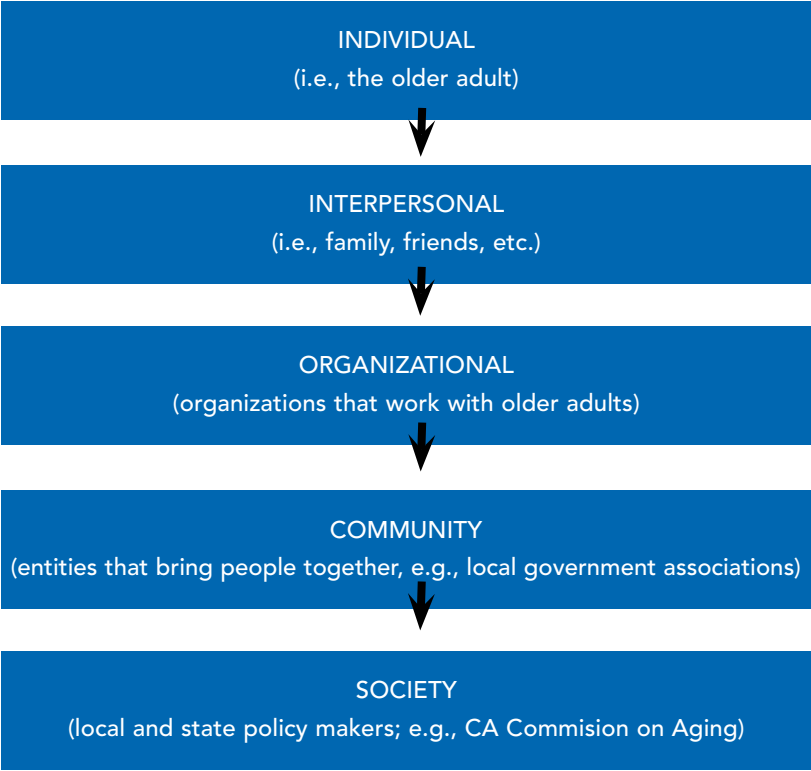 INDIVIDUAL
(i.e., the older adult)
INTERPERSONAL
(i.e., family, friends, etc.)
ORGANIZATIONAL
(organizations that work with older adults)
COMMUNITY
(entities that bring people together, e.g., local government associations)
SOCIETY
(local and state policy makers; e.g., CA Commision on Aging)